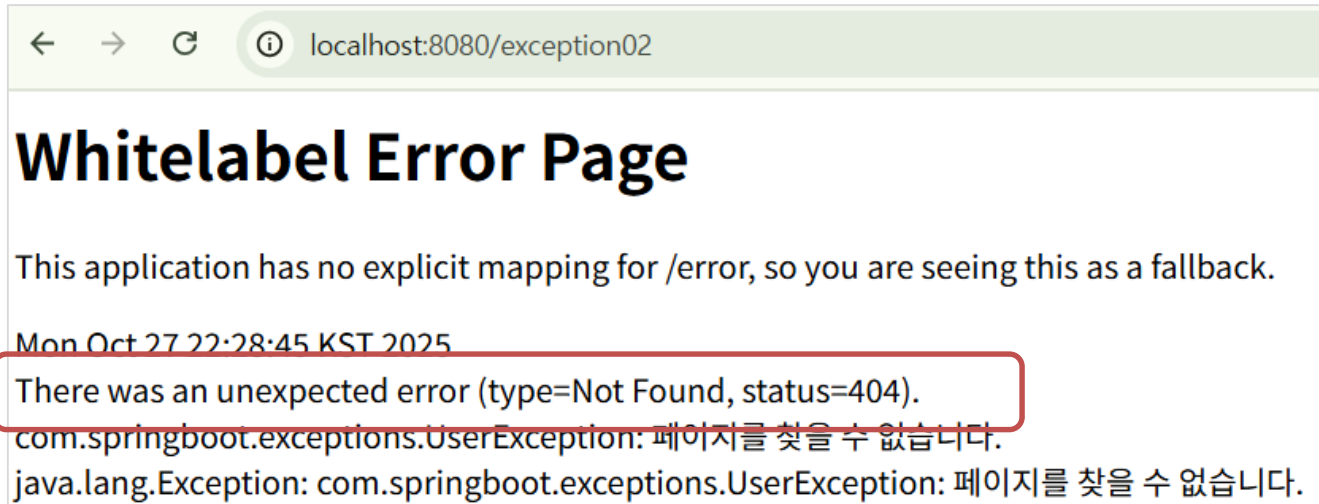 localhost:8080/exception02
Whitelabel Error Page
This application has no explicit mapping for /error, so you are seeing this as a fallback.
Mon Oct 27 22:28:45 KST 2025
There was an unexpected error (type=Not Found, status=404).
com.springboot.exceptions.UserException: 페이지를 찾을 수 없습니다.
java.lang.Exception: com.springboot.exceptions.UserException: 페이지를 찾을 수 없습니다.